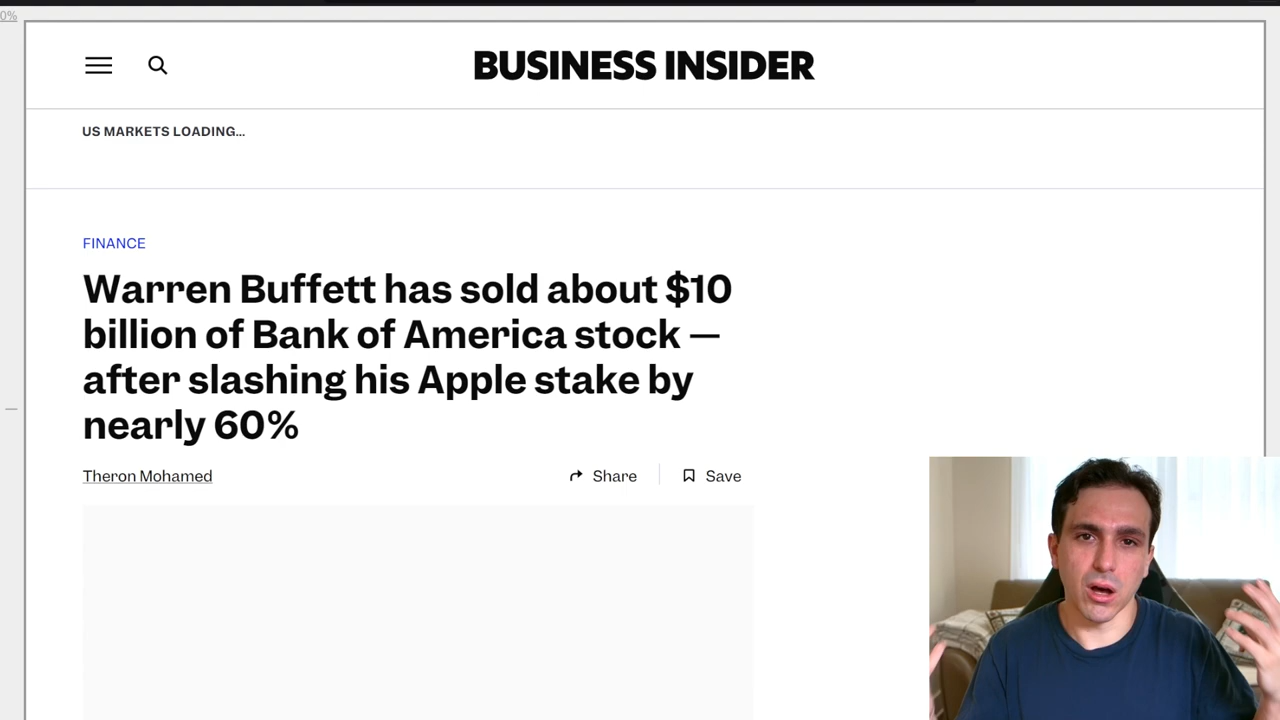 0%
BUSINESS INSIDER
US MARKETS LOADING...
FINANCE
Warren Buffett has sold about $10
billion of Bank of America stock —
after slashing his Apple stake by
nearly 60%
Theron Mohamed
Share
Save